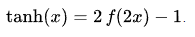 tanh(x) = 2 f(2x) − 1.